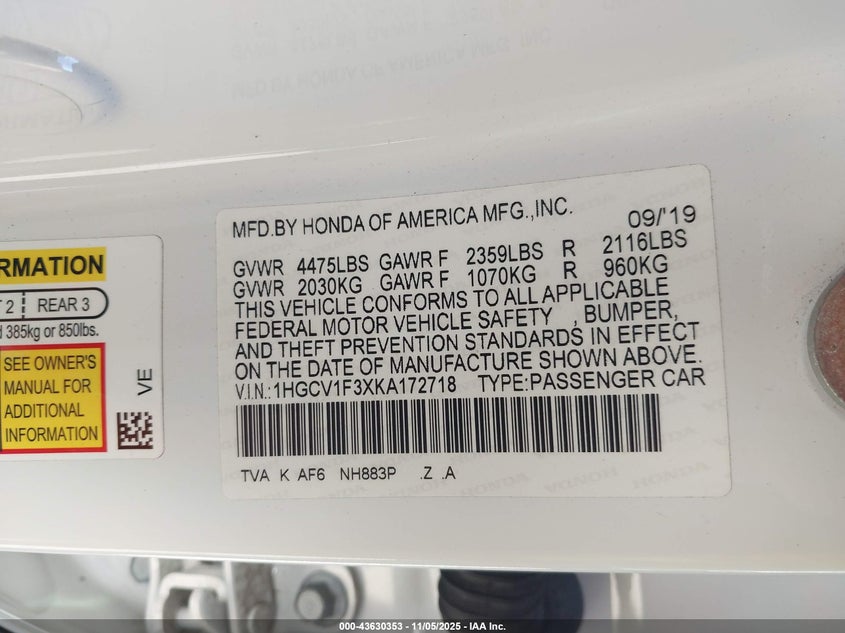 MFD.BY HONDA OF AMERICA MFG.,INC. 09/'19
GVWR 4475LBS GAWR F 2359LBS R 2116LBS
GVWR 2030KG GAWR F 1070KG R 960KG
THIS VEHICLE CONFORMS TO ALL APPLICABLE
FEDERAL MOTOR VEHICLE SAFETY , BUMPER,
AND THEFT PREVENTION STANDARDS IN EFFECT
ON THE DATE OF MANUFACTURE SHOWN ABOVE.
V.I.N.:1HGCV1F3XKA172718 TYPE:PASSENGER CAR
TVA K AF6 NH883P .Z .A
RMATION
2 REAR 3
385kg or 850lbs.
SEE OWNER'S
MANUAL FOR
ADDITIONAL
INFORMATION
VE
000-43630353 - 11/05/2025 - IAA Inc.